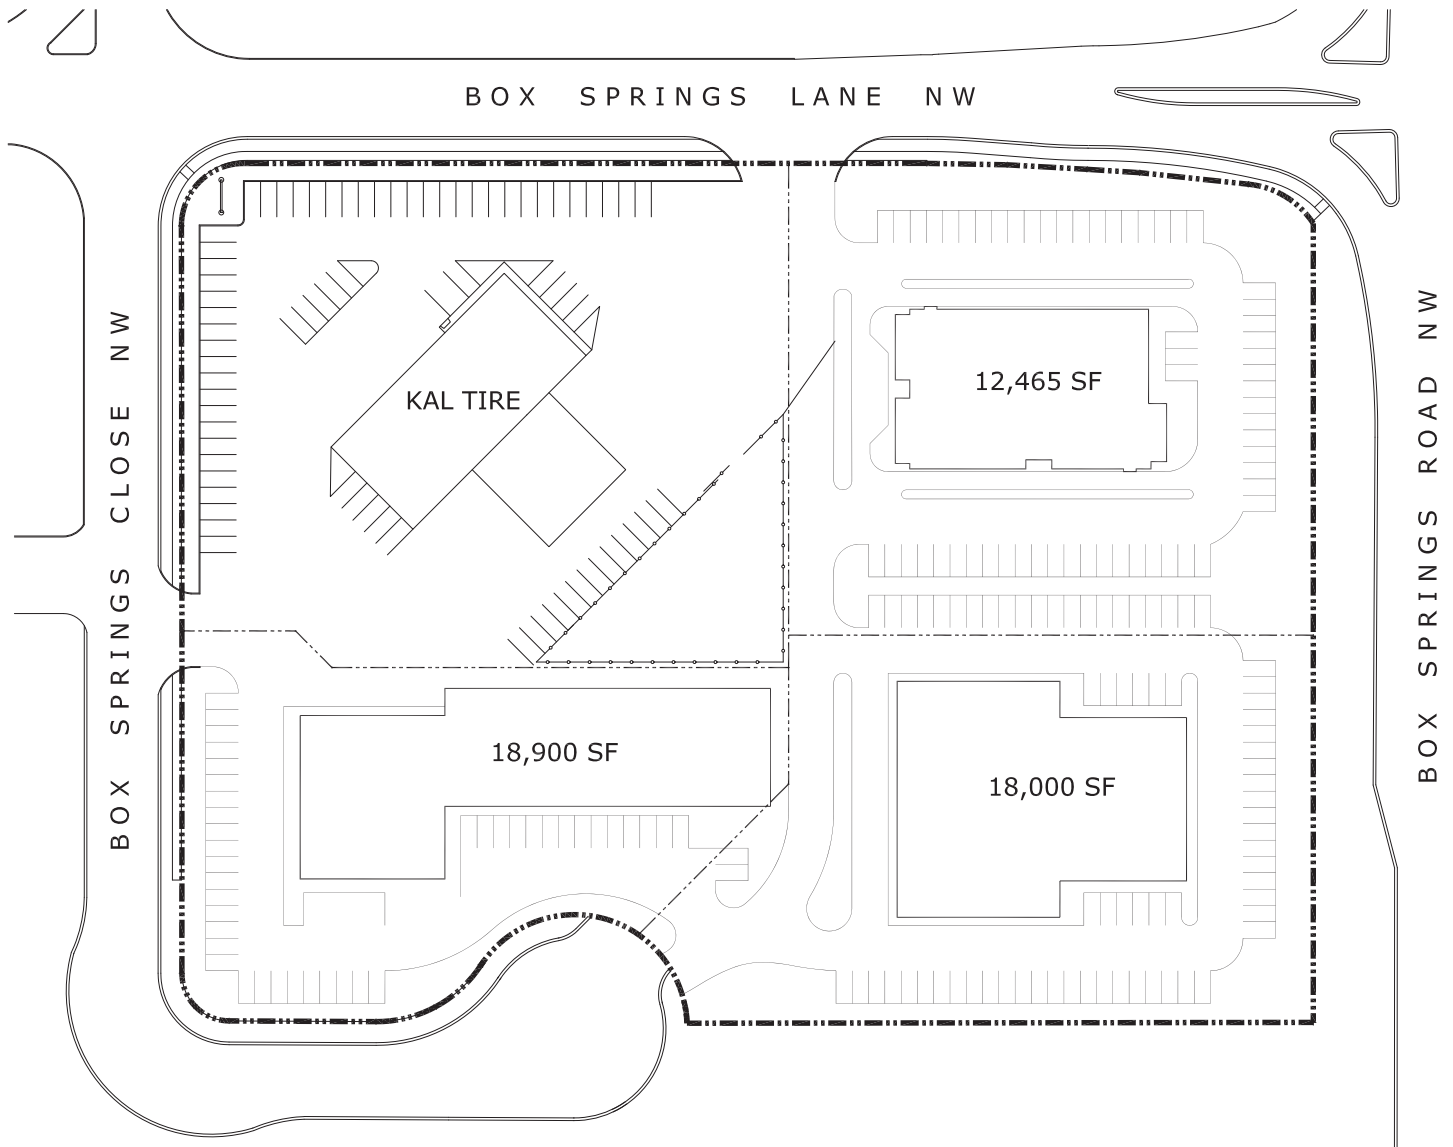 BOX SPRINGS LANE NW
BOX SPRINGS CLOSE NW
KAL TIRE
12,465 SF
BOX SPRINGS ROAD NW
18,900 SF
18,000 SF